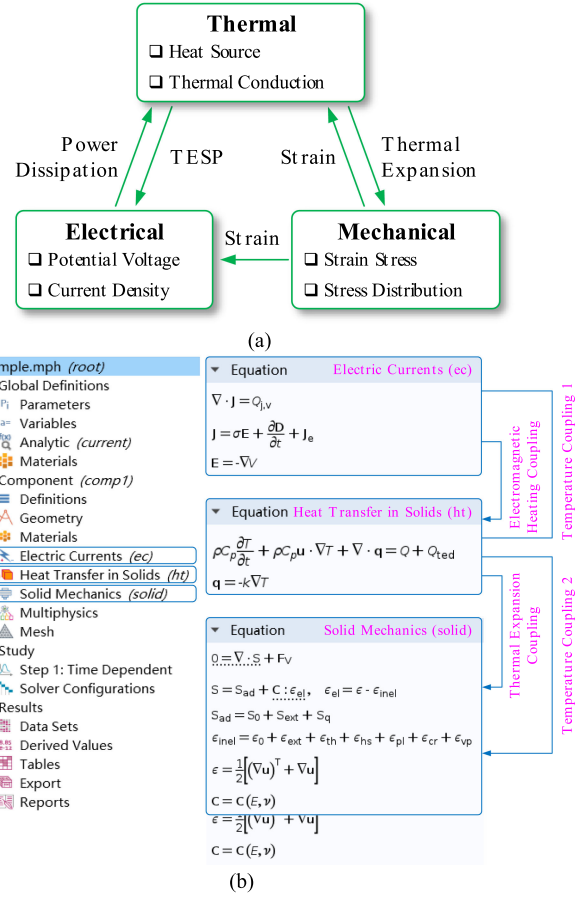 Thermal
❑ Heat Source
❑ Thermal Conduction
Power
Dissipation
TESP
Strain
Thermal
Expansion
Electrical
❑ Potential Voltage
❑ Current Density
Strain
Mechanical
❑ Strain Stress
❑ Stress Distribution
(a)
mple.mph (root)
Global Definitions
Pi Parameters
a= Variables
f(x) Analytic (current)
Materials
Component (comp1)
Definitions
Geometry
Materials
Electric Currents (ec)
Heat Transfer in Solids (ht)
Solid Mechanics (solid)
Multiphysics
Mesh
Study
Step 1: Time Dependent
Solver Configurations
Results
Data Sets
Derived Values
Tables
Export
Reports
Equation Electric Currents (ec)
∇ · J = Q_j,v
J = σE + ∂D/∂t + J_e
E = -∇V
Equation Heat Transfer in Solids (ht)
ρC_p ∂T/∂t + ρC_p u · ∇T + ∇ · q = Q + Q_ted
q = -k∇T
Equation Solid Mechanics (solid)
0 = ∇ · S + F_V
S = S_ad + C : ϵ_el, ϵ_el = ϵ - ϵ_inel
S_ad = S_0 + S_ext + S_q
ϵ_inel = ϵ_0 + ϵ_ext + ϵ_th + ϵ_hs + ϵ_pl + ϵ_cr + ϵ_vp
ϵ = 1/2[(∇u)^T + ∇u]
C = C(E, ν)
ϵ = 1/2[(∇u)^T + ∇u]
C = C(E, ν)
Electromagnetic
Heating Coupling
Temperature Coupling 1
Thermal Expansion
Coupling
Temperature Coupling 2
(b)